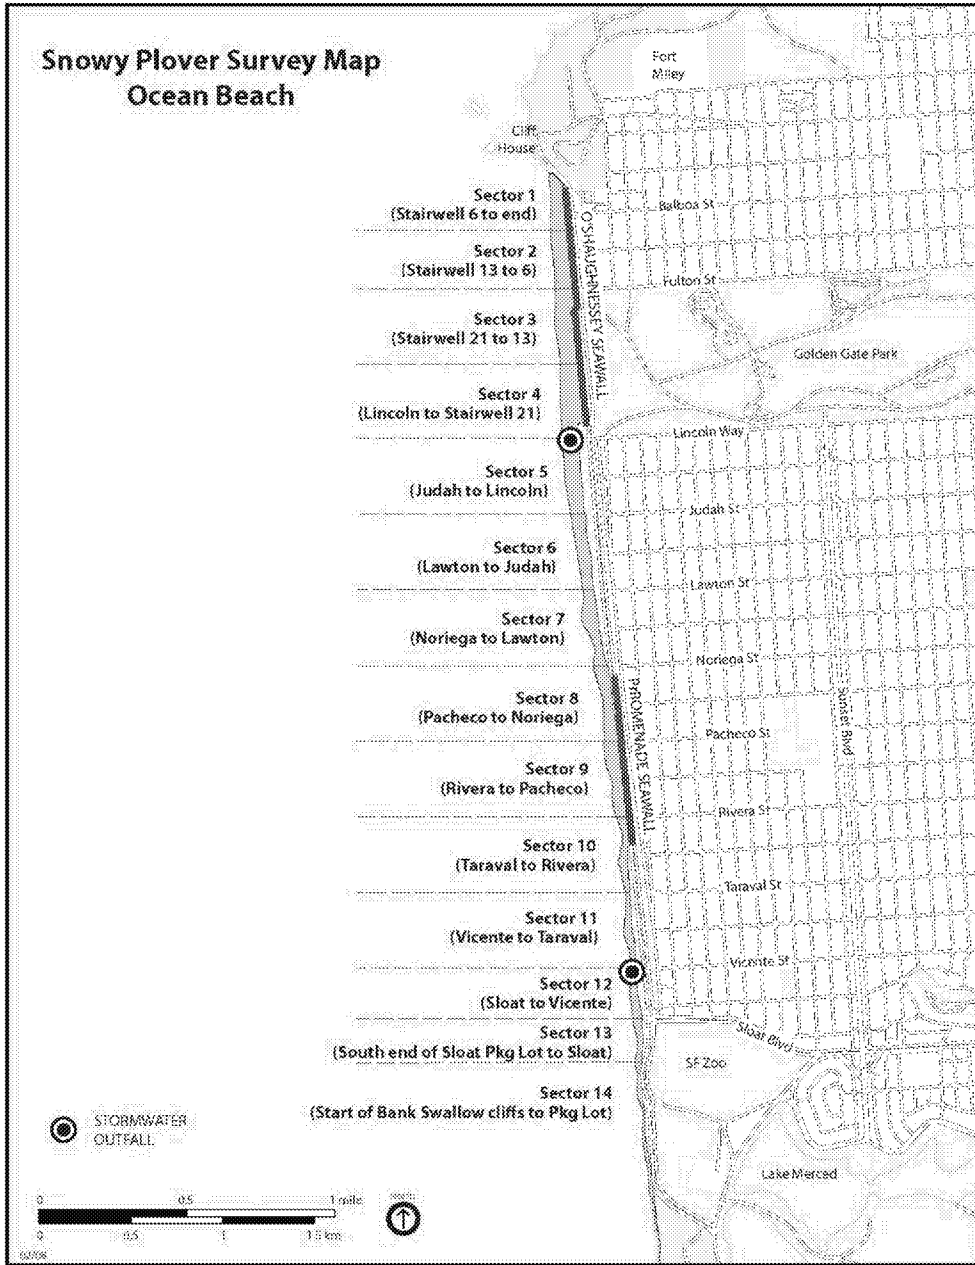 Snowy Plover Survey Map
Ocean Beach
Fort
Miley
Cliff
House
Sector 1
(Stairwell 6 to end)
Balboa St
Sector 2
(Stairwell 13 to 6)
Fulton St
O'SHAUGHNESSEY SEAWALL
Sector 3
(Stairwell 21 to 13)
Golden Gate Park
Sector 4
(Lincoln to Stairwell 21)
Lincoln Way
Sector 5
(Judah to Lincoln)
Judah St
Sector 6
(Lawton to Judah)
Lawton St
Sector 7
(Noriega to Lawton)
Noriega St
Sector 8
(Pacheco to Noriega)
PROMENADE SEAWALL
Pacheco St
Sunset Blvd
Sector 9
(Rivera to Pacheco)
Rivera St
Sector 10
(Taraval to Rivera)
Taraval St
Sector 11
(Vicente to Taraval)
Vicente St
Sector 12
(Sloat to Vicente)
Sloat Blvd
Sector 13
(South end of Sloat Pkg Lot to Sloat)
SF Zoo
Sector 14
(Start of Bank Swallow cliffs to Pkg Lot)
STORMWATER
OUTFALL
Lake Merced
0 0.5 1 mile
0 0.5 1 1.5 km